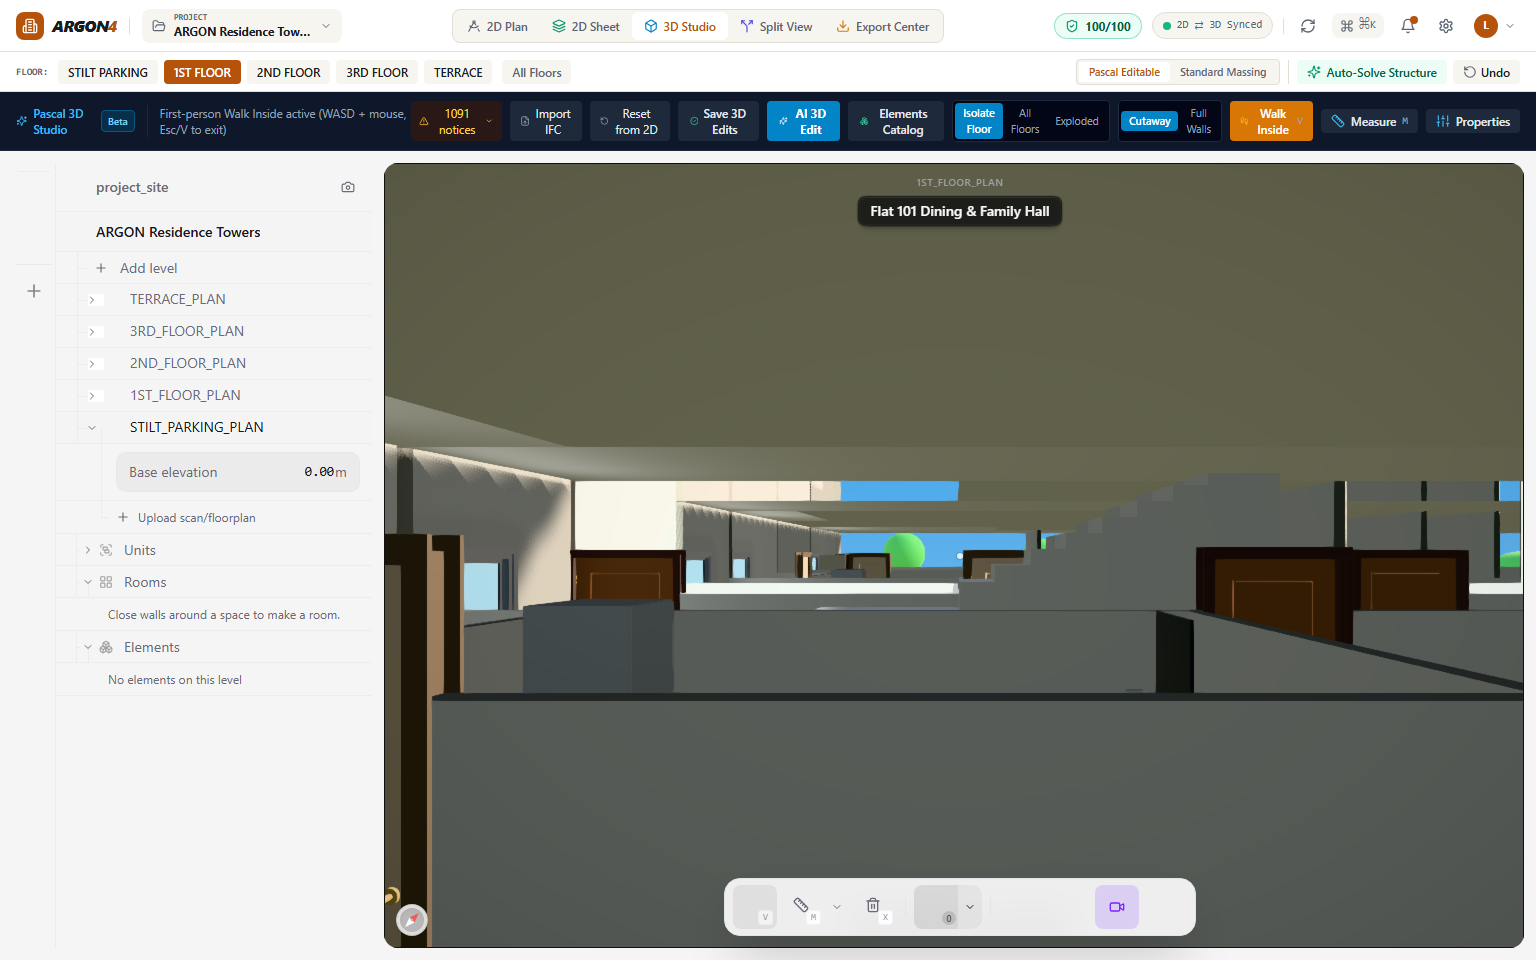 ARGON4
PROJECT
ARGON Residence Tow...
2D Plan
2D Sheet
3D Studio
Split View
Export Center
100/100
2D ⇄ 3D Synced
⌘K
L
FLOOR:
STILT PARKING
1ST FLOOR
2ND FLOOR
3RD FLOOR
TERRACE
All Floors
Pascal Editable
Standard Massing
Auto-Solve Structure
Undo
Pascal 3D
Studio
Beta
First-person Walk Inside active (WASD + mouse,
Esc/V to exit)
1091
notices
Import
IFC
Reset
from 2D
Save 3D
Edits
AI 3D
Edit
Elements
Catalog
Isolate
Floor
All
Floors
Exploded
Cutaway
Full
Walls
Walk
Inside
V
Measure M
Properties
project_site
ARGON Residence Towers
Add level
TERRACE_PLAN
3RD_FLOOR_PLAN
2ND_FLOOR_PLAN
1ST_FLOOR_PLAN
STILT_PARKING_PLAN
Base elevation 0.00m
Upload scan/floorplan
Units
Rooms
Close walls around a space to make a room.
Elements
No elements on this level
1ST_FLOOR_PLAN
Flat 101 Dining & Family Hall
V
M
X
0